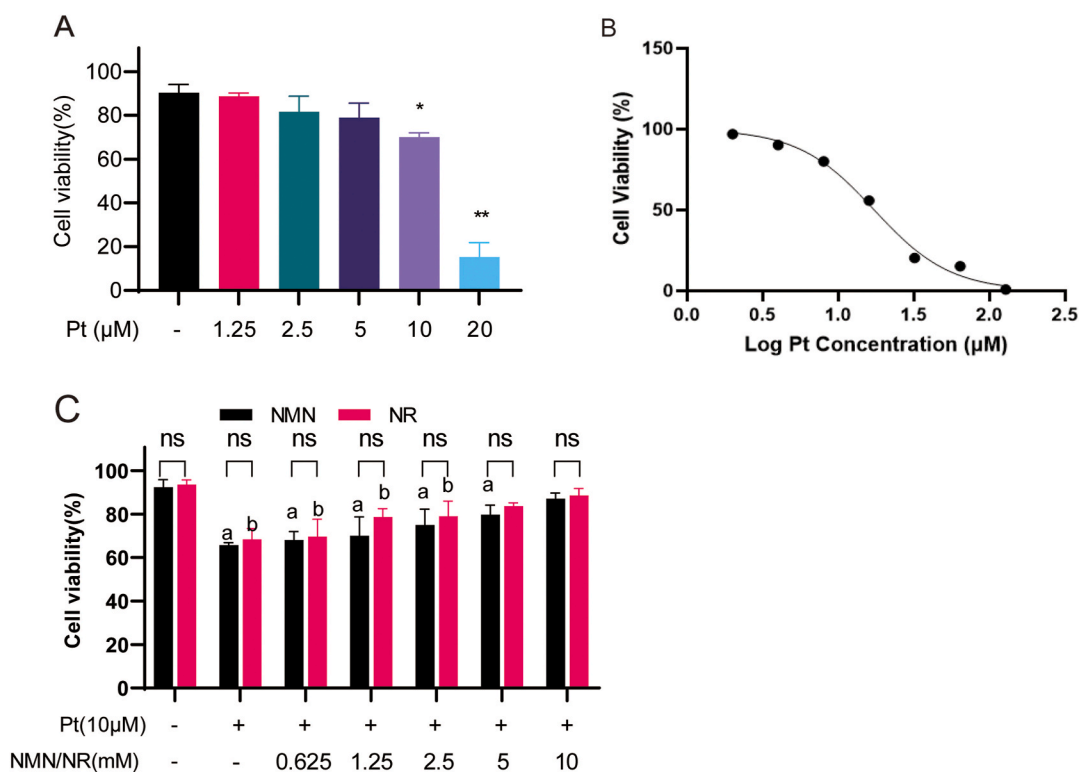 A
Cell viability(%)
100
80
60
40
20
0
*
**
Pt (μM) - 1.25 2.5 5 10 20
B
Cell Viability (%)
150
100
50
0
0.0 0.5 1.0 1.5 2.0 2.5
Log Pt Concentration (μM)
C
NMN NR
ns ns ns ns ns ns ns
Cell viability(%)
100
80
60
40
20
0
a b a b a b a b a
Pt(10μM) - + + + + + +
NMN/NR(mM) - - 0.625 1.25 2.5 5 10